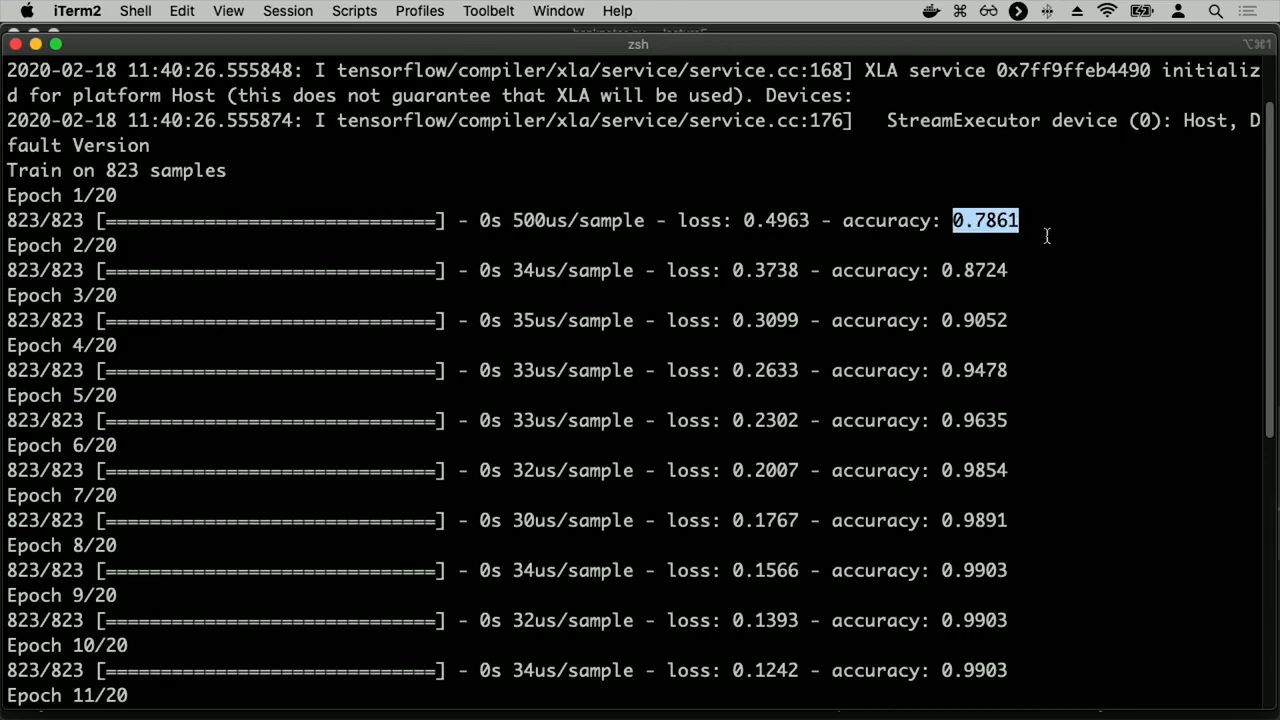 iTerm2 Shell Edit View Session Scripts Profiles Toolbelt Window Help
zsh
⌥⌘1
2020-02-18 11:40:26.555848: I tensorflow/compiler/xla/service/service.cc:168] XLA service 0x7ff9ffeb4490 initializ
d for platform Host (this does not guarantee that XLA will be used). Devices:
2020-02-18 11:40:26.555874: I tensorflow/compiler/xla/service/service.cc:176]   StreamExecutor device (0): Host, D
fault Version
Train on 823 samples
Epoch 1/20
823/823 [==============================] - 0s 500us/sample - loss: 0.4963 - accuracy: 0.7861
Epoch 2/20
823/823 [==============================] - 0s 34us/sample - loss: 0.3738 - accuracy: 0.8724
Epoch 3/20
823/823 [==============================] - 0s 35us/sample - loss: 0.3099 - accuracy: 0.9052
Epoch 4/20
823/823 [==============================] - 0s 33us/sample - loss: 0.2633 - accuracy: 0.9478
Epoch 5/20
823/823 [==============================] - 0s 33us/sample - loss: 0.2302 - accuracy: 0.9635
Epoch 6/20
823/823 [==============================] - 0s 32us/sample - loss: 0.2007 - accuracy: 0.9854
Epoch 7/20
823/823 [==============================] - 0s 30us/sample - loss: 0.1767 - accuracy: 0.9891
Epoch 8/20
823/823 [==============================] - 0s 34us/sample - loss: 0.1566 - accuracy: 0.9903
Epoch 9/20
823/823 [==============================] - 0s 32us/sample - loss: 0.1393 - accuracy: 0.9903
Epoch 10/20
823/823 [==============================] - 0s 34us/sample - loss: 0.1242 - accuracy: 0.9903
Epoch 11/20